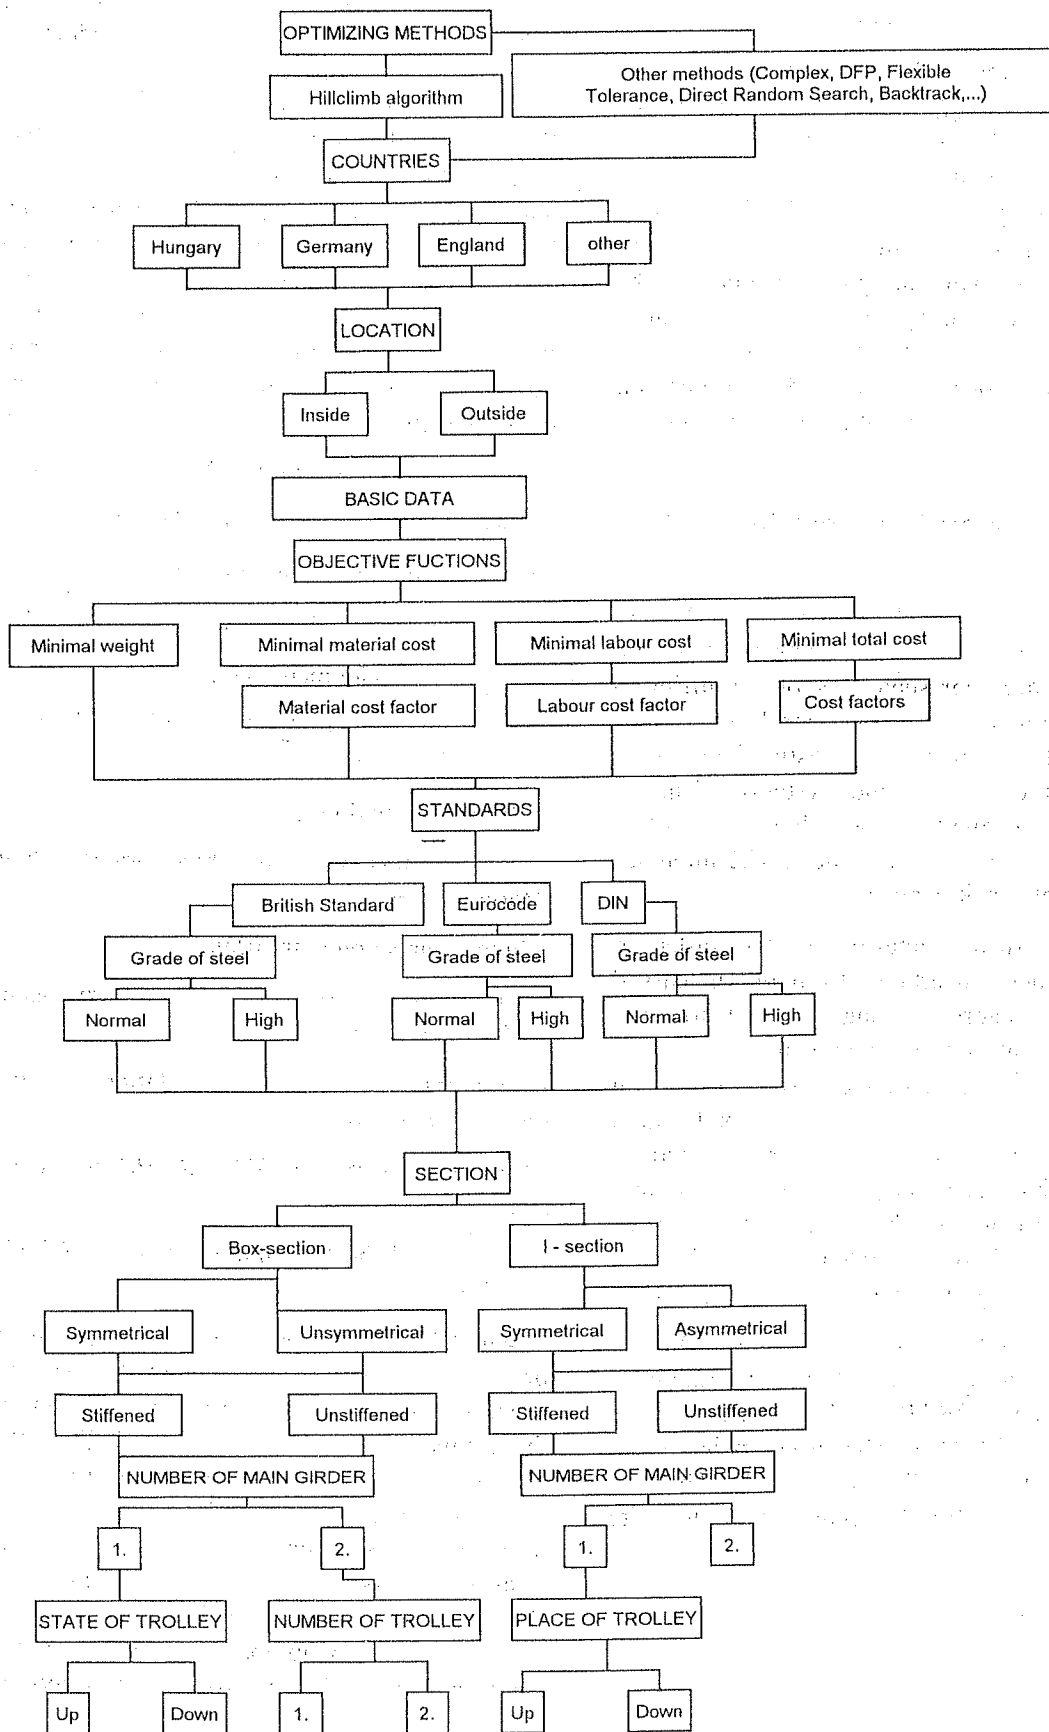 OPTIMIZING METHODS
Hillclimb algorithm
Other methods (Complex, DFP, Flexible
Tolerance, Direct Random Search, Backtrack,...)
COUNTRIES
Hungary
Germany
England
other
LOCATION
Inside
Outside
BASIC DATA
OBJECTIVE FUCTIONS
Minimal weight
Minimal material cost
Minimal labour cost
Minimal total cost
Material cost factor
Labour cost factor
Cost factors
STANDARDS
British Standard
Eurocode
DIN
Grade of steel
Grade of steel
Grade of steel
Normal
High
Normal
High
Normal
High
SECTION
Box-section
I - section
Symmetrical
Unsymmetrical
Symmetrical
Asymmetrical
Stiffened
Unstiffened
Stiffened
Unstiffened
NUMBER OF MAIN GIRDER
NUMBER OF MAIN GIRDER
1.
2.
1.
2.
STATE OF TROLLEY
NUMBER OF TROLLEY
PLACE OF TROLLEY
Up
Down
1.
2.
Up
Down